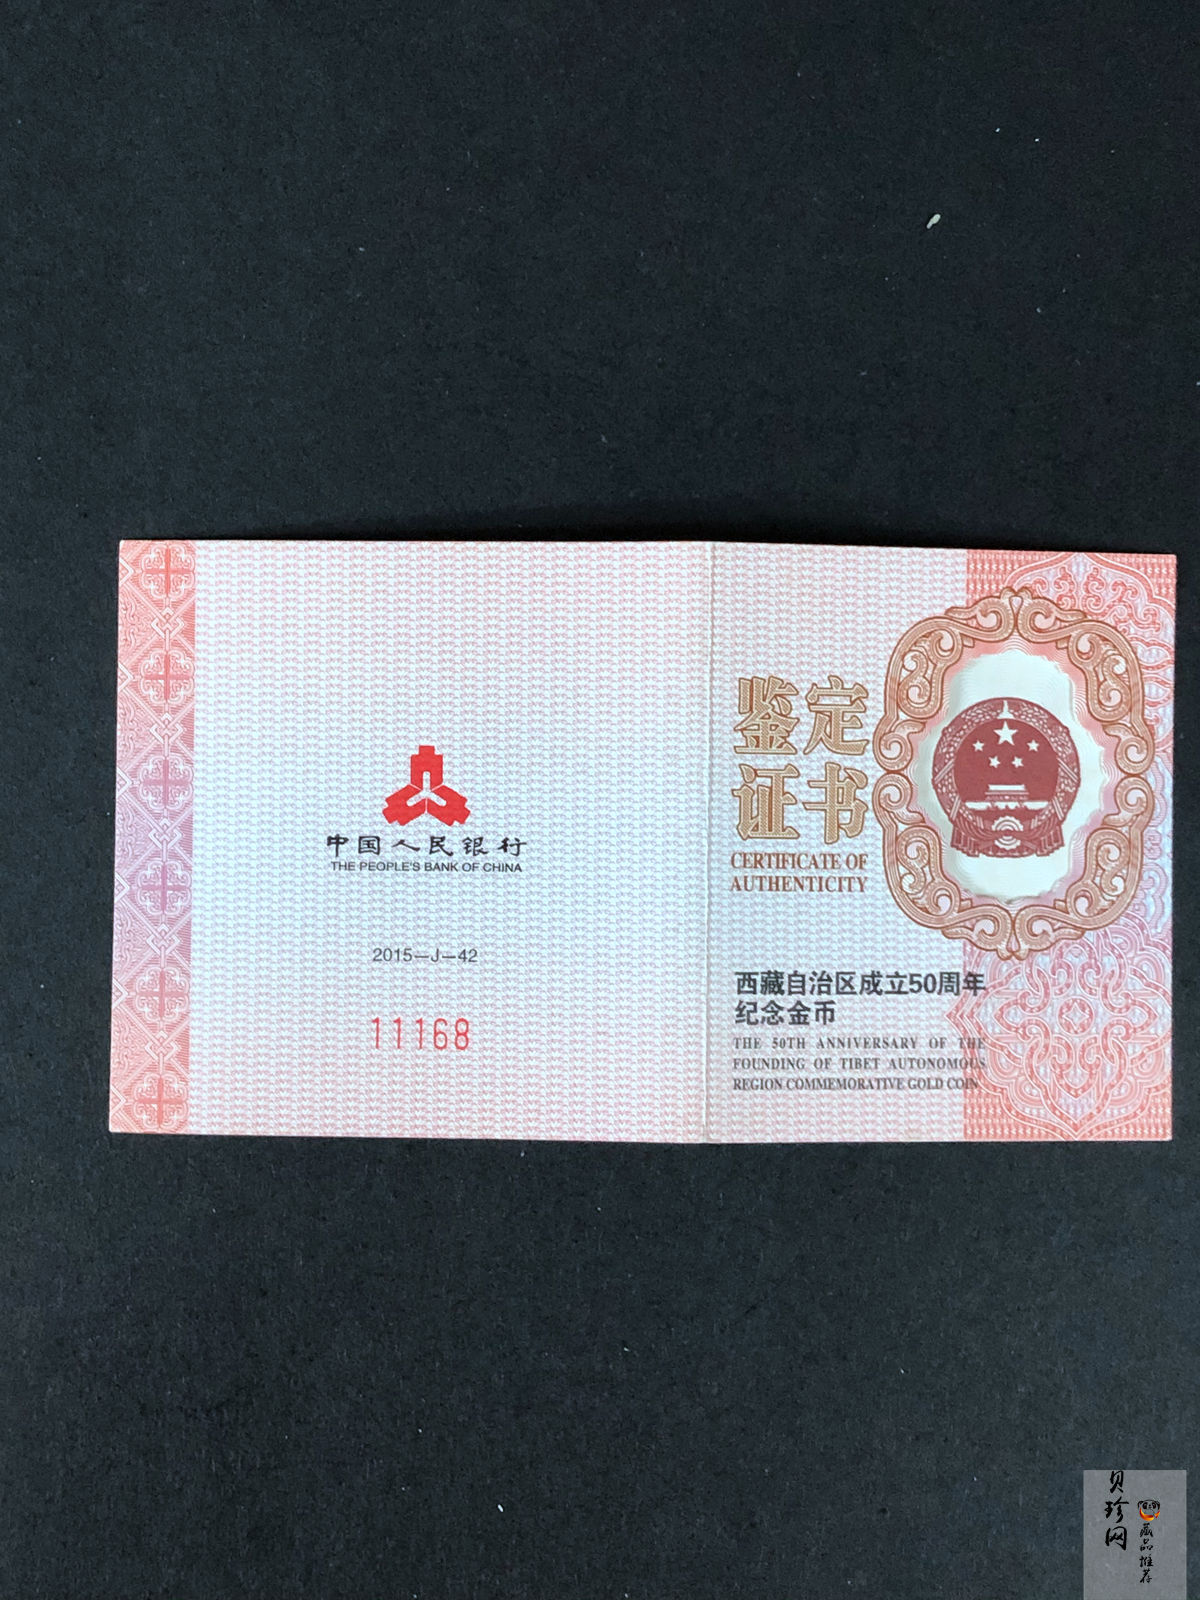 中国人民银行
THE PEOPLE'S BANK OF CHINA
2015—J—42
11168
鉴定
证书
CERTIFICATE OF
AUTHENTICITY
西藏自治区成立50周年
纪念金币
THE 50TH ANNIVERSARY OF THE
FOUNDING OF TIBET AUTONOMOUS
REGION COMMEMORATIVE GOLD COIN
贝珍网
藏品推荐